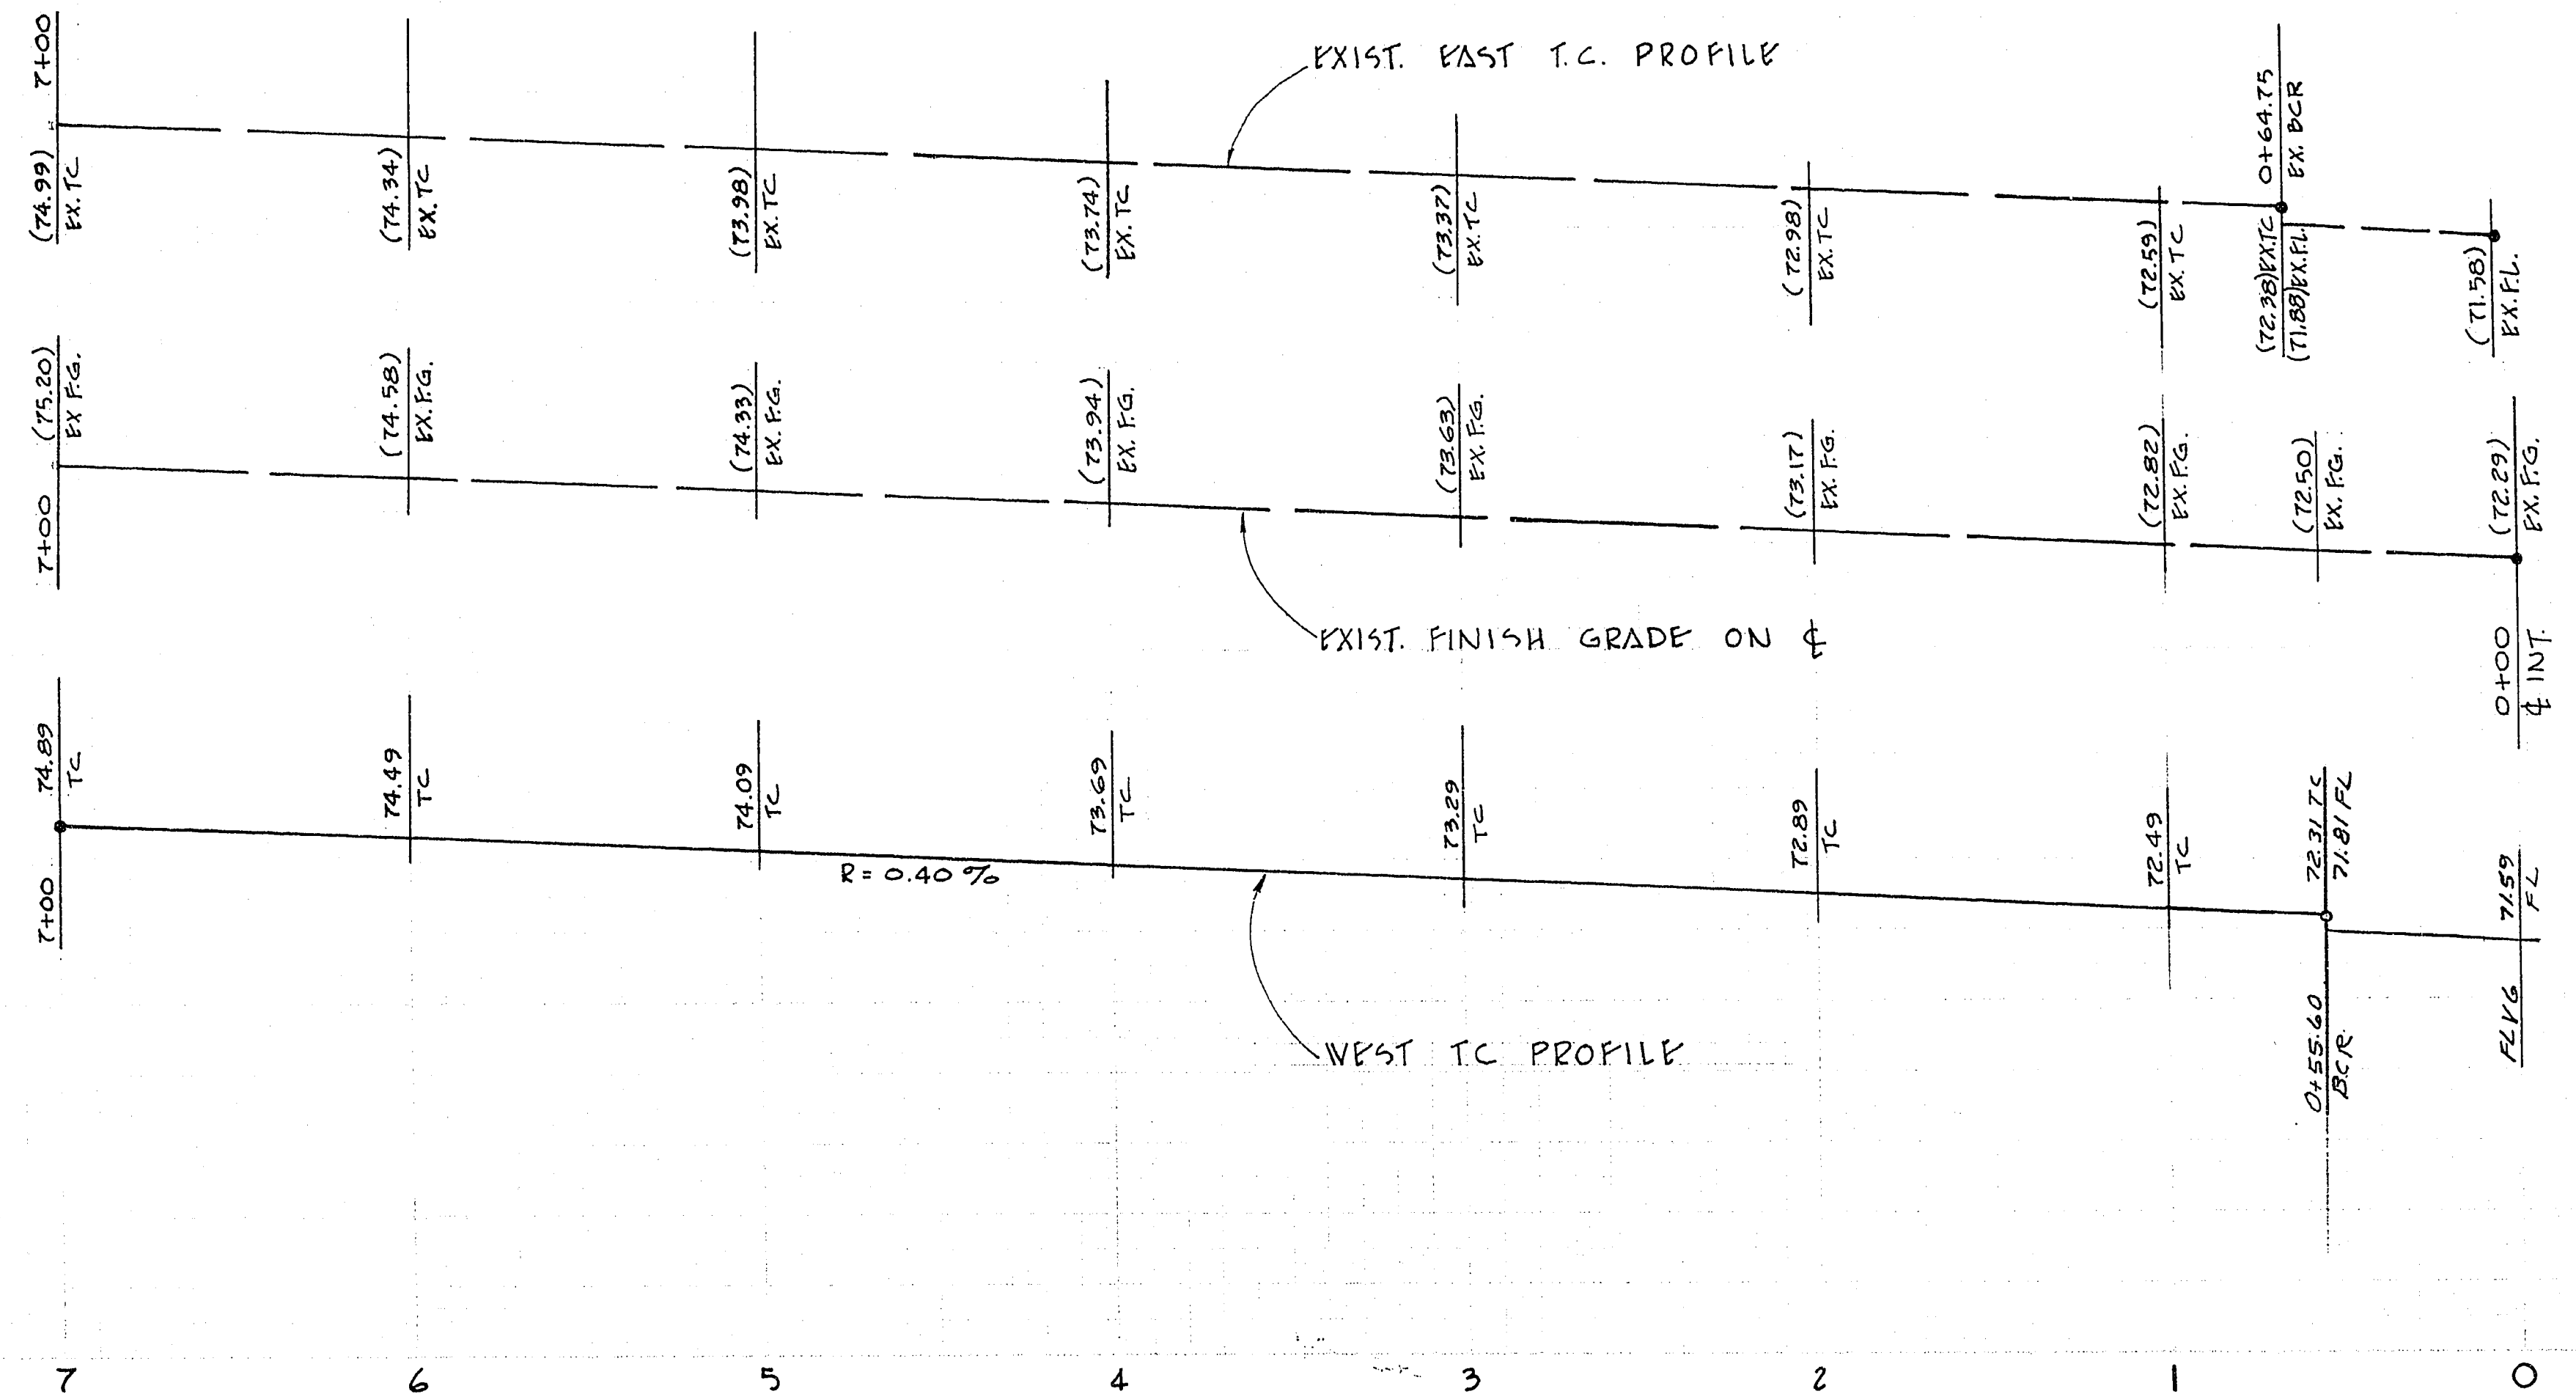 7+00
(74.99)
EX. TC
(74.34)
EX. TC
(73.98)
EX. TC
(73.74)
EX. TC
EXIST. EAST T.C. PROFILE
(73.37)
EX. TC
(72.98)
EX. TC
(72.59)
EX. TC
0+64.75
EX. BCR
(72.38) EX.TC
(71.88) EX.FL.
(71.58)
EX. F.L.
7+00
(75.20)
EX F.G.
(74.58)
EX. F.G.
(74.33)
EX. F.G.
(73.94)
EX. F.G.
(73.63)
EX. F.G.
(73.17)
EX. F.G.
(72.82)
EX. F.G.
(72.50)
EX. F.G.
(72.29)
EX. F.G.
0+00
℄ INT.
EXIST. FINISH GRADE ON ℄
7+00
74.89
TC
74.49
TC
74.09
TC
R = 0.40 %
73.69
TC
73.29
TC
72.89
TC
72.49
TC
72.31 TC
71.81 FL
0+55.60
B.C.R.
71.59
FL
FLVG
WEST T.C PROFILE
7 6 5 4 3 2 1 0